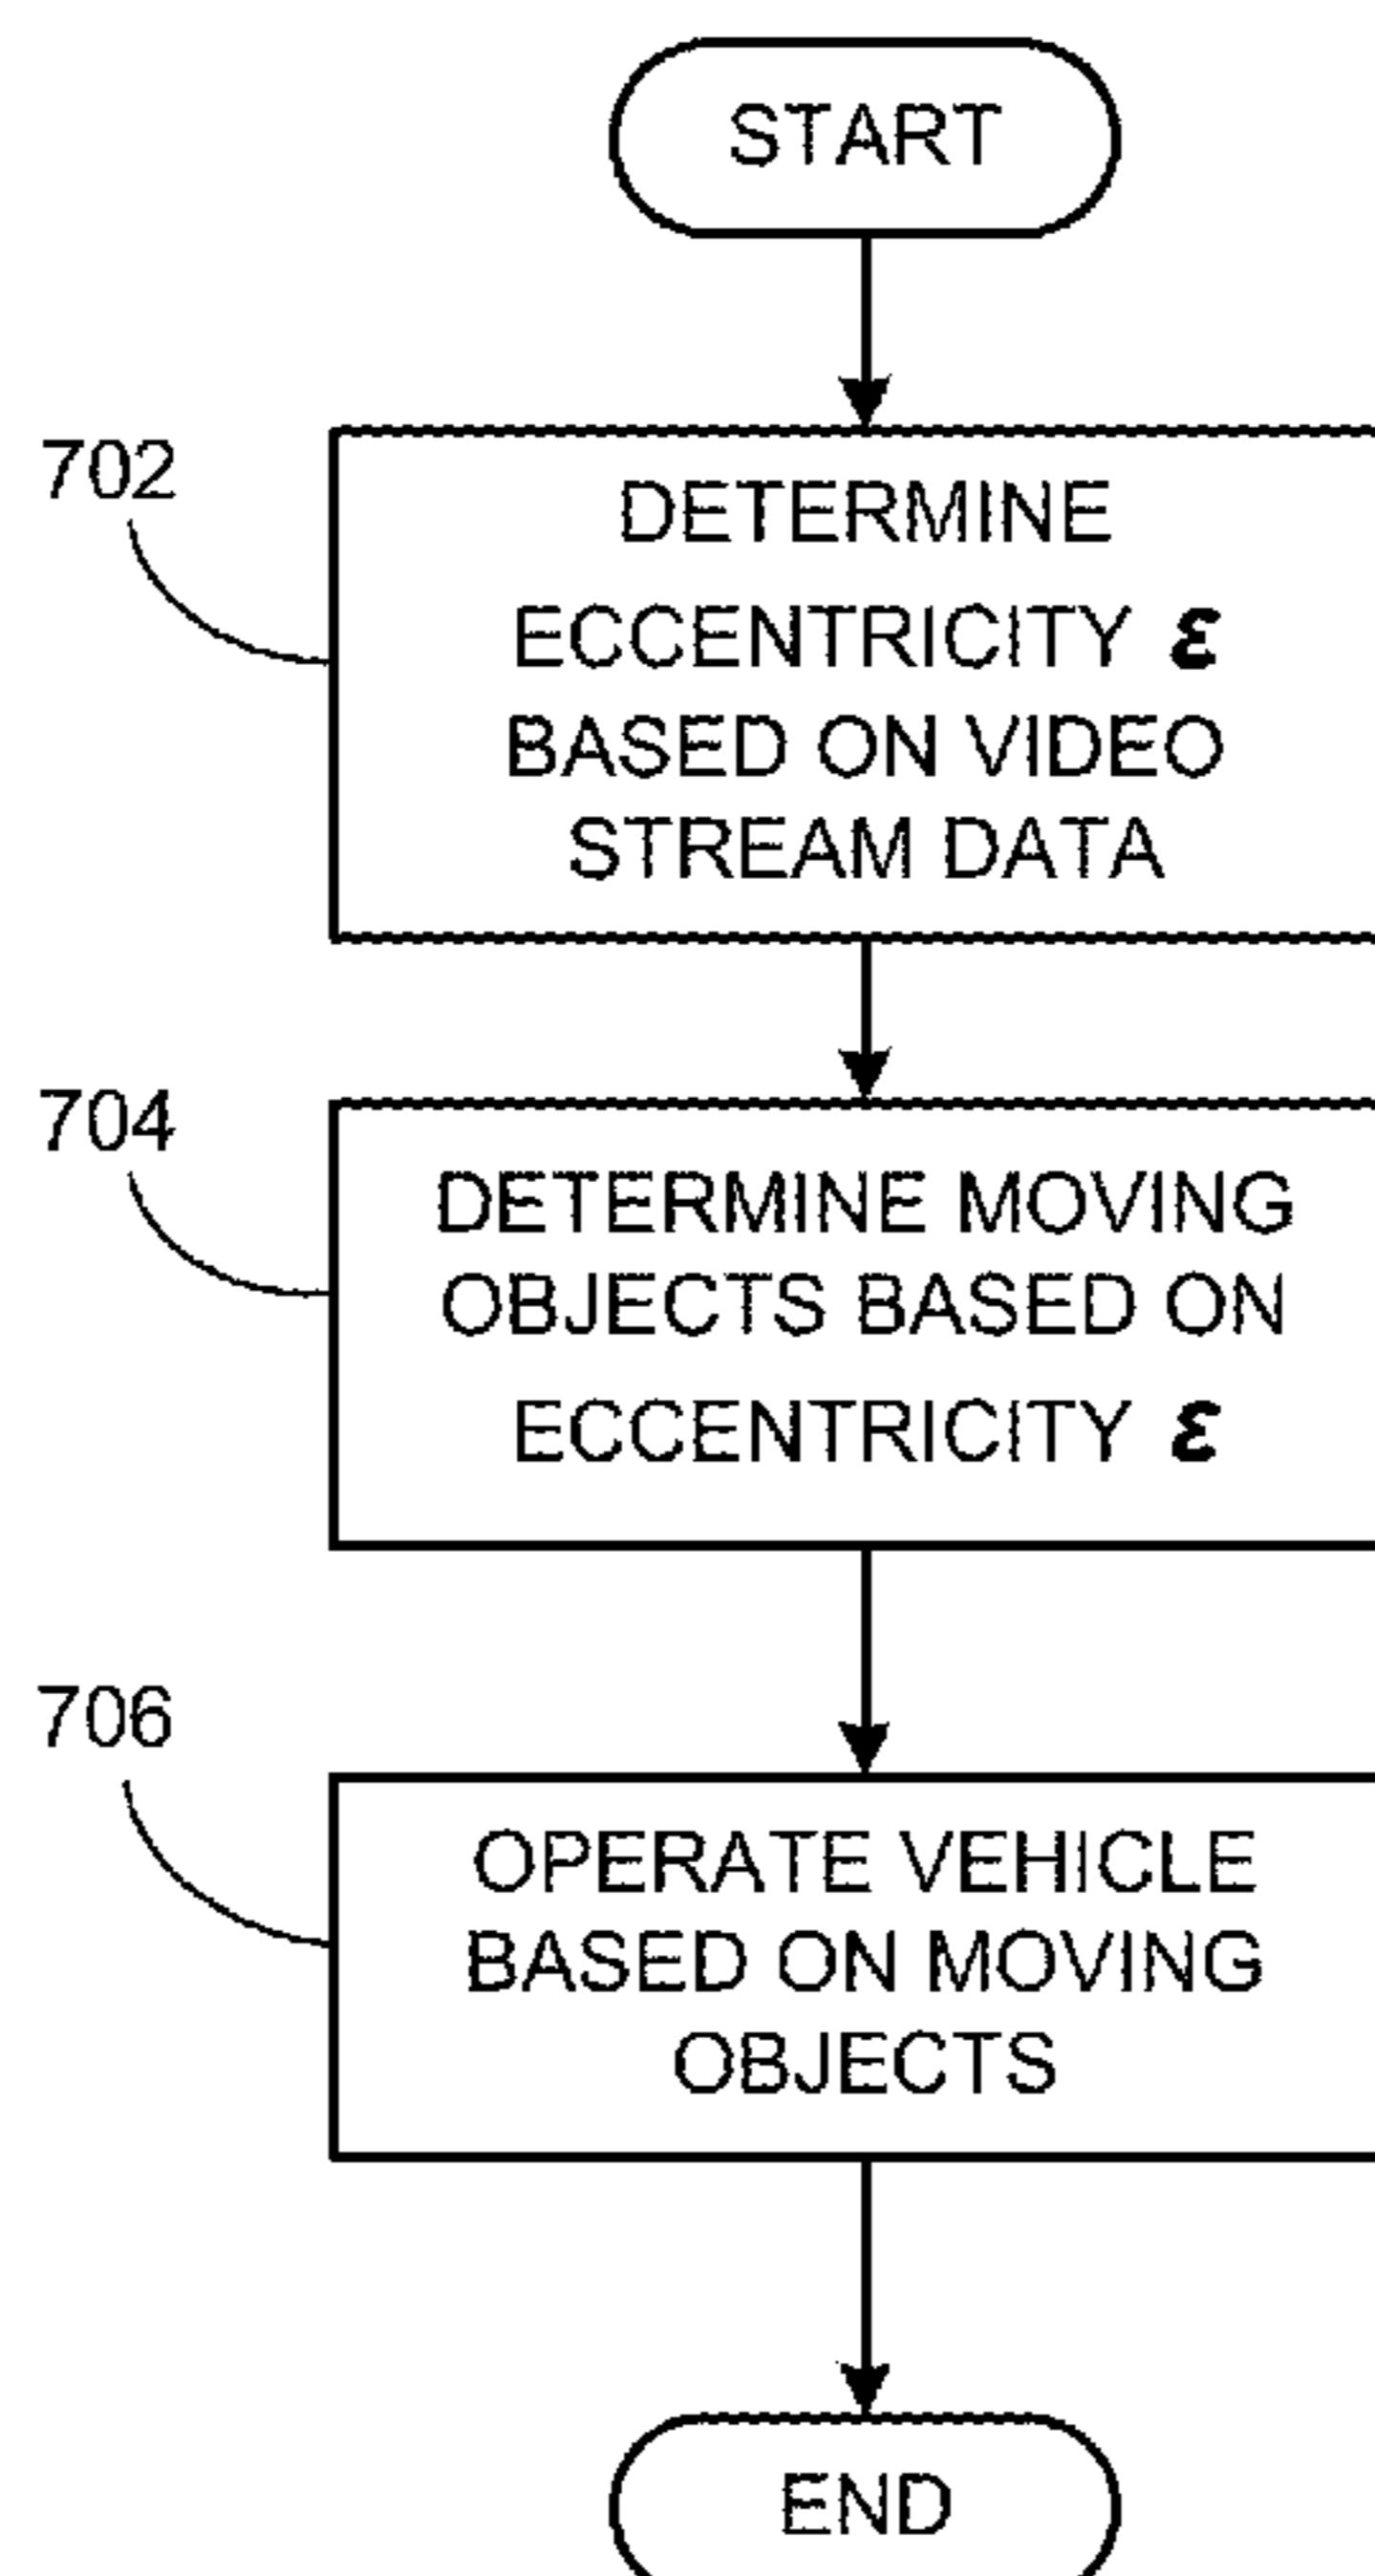 START
702
DETERMINE
ECCENTRICITY ε
BASED ON VIDEO
STREAM DATA
704
DETERMINE MOVING
OBJECTS BASED ON
ECCENTRICITY ε
706
OPERATE VEHICLE
BASED ON MOVING
OBJECTS
END